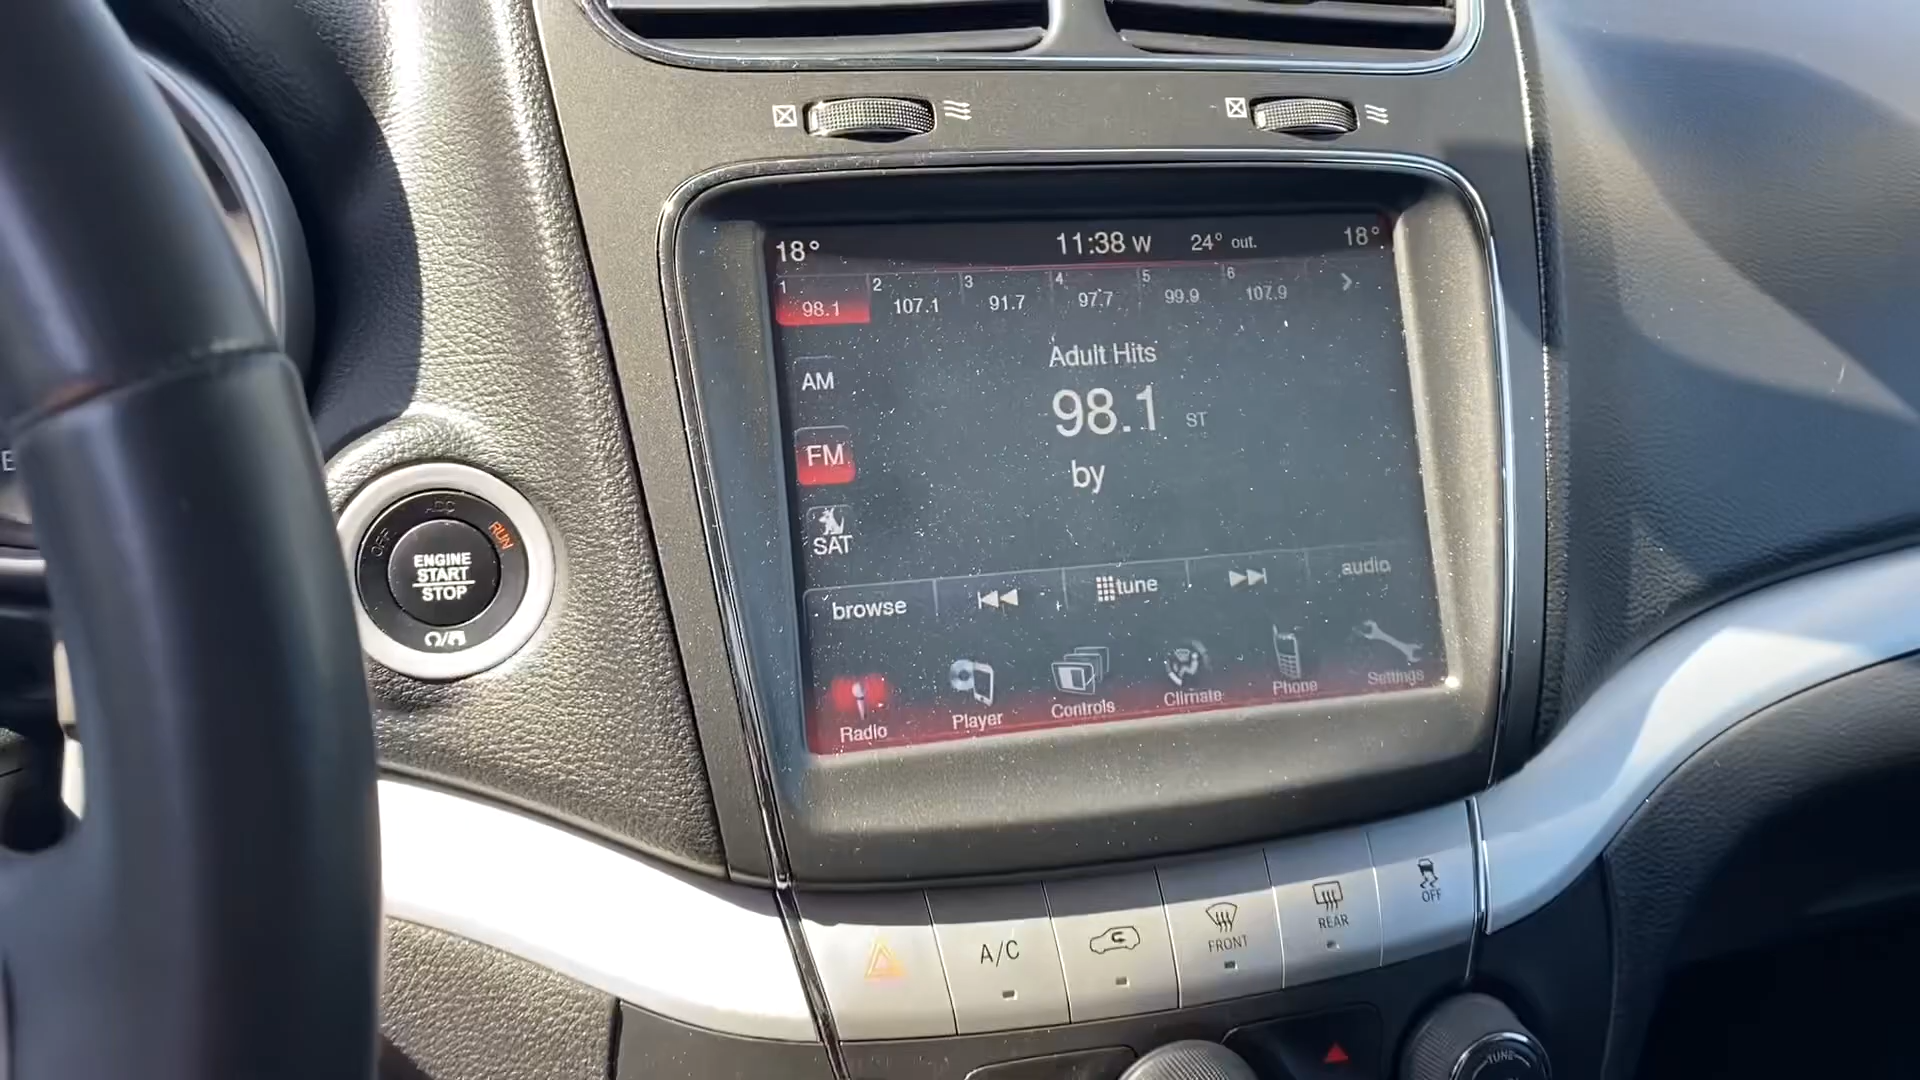 18° 11:38 W 24° out. 18°
1 2 3 4 5 6
98.1 107.1 91.7 97.7 99.9 107.9
Adult Hits
AM
98.1 ST
FM
by
SAT
browse tune audio
Radio Player Controls Climate Phone Settings
OFF RUN
ENGINE
START
STOP
A/C
FRONT
REAR
OFF
TUNE